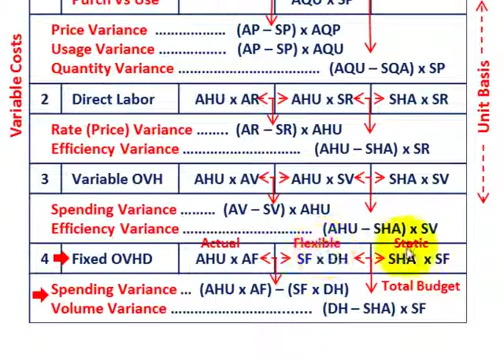 Purch Vs Use AQU x SP
Price Variance .................... (AP – SP) x AQP
Usage Variance ................... (AP – SP) x AQU
Quantity Variance ......................................... (AQU – SQA) x SP
Variable Costs
Unit Basis
2 Direct Labor AHU x AR AHU x SR SHA x SR
Rate (Price) Variance ........ (AR – SR) x AHU
Efficiency Variance .................................. (AHU – SHA) x SR
3 Variable OVH AHU x AV AHU x SV SHA x SV
Spending Variance ......... (AV – SV) x AHU
Efficiency Variance .................................... (AHU – SHA) x SV
Actual Flexible Static
4 Fixed OVHD AHU x AF SF x DH SHA x SF
Spending Variance ... (AHU x AF) – (SF x DH) Total Budget
Volume Variance ................................ (DH – SHA) x SF